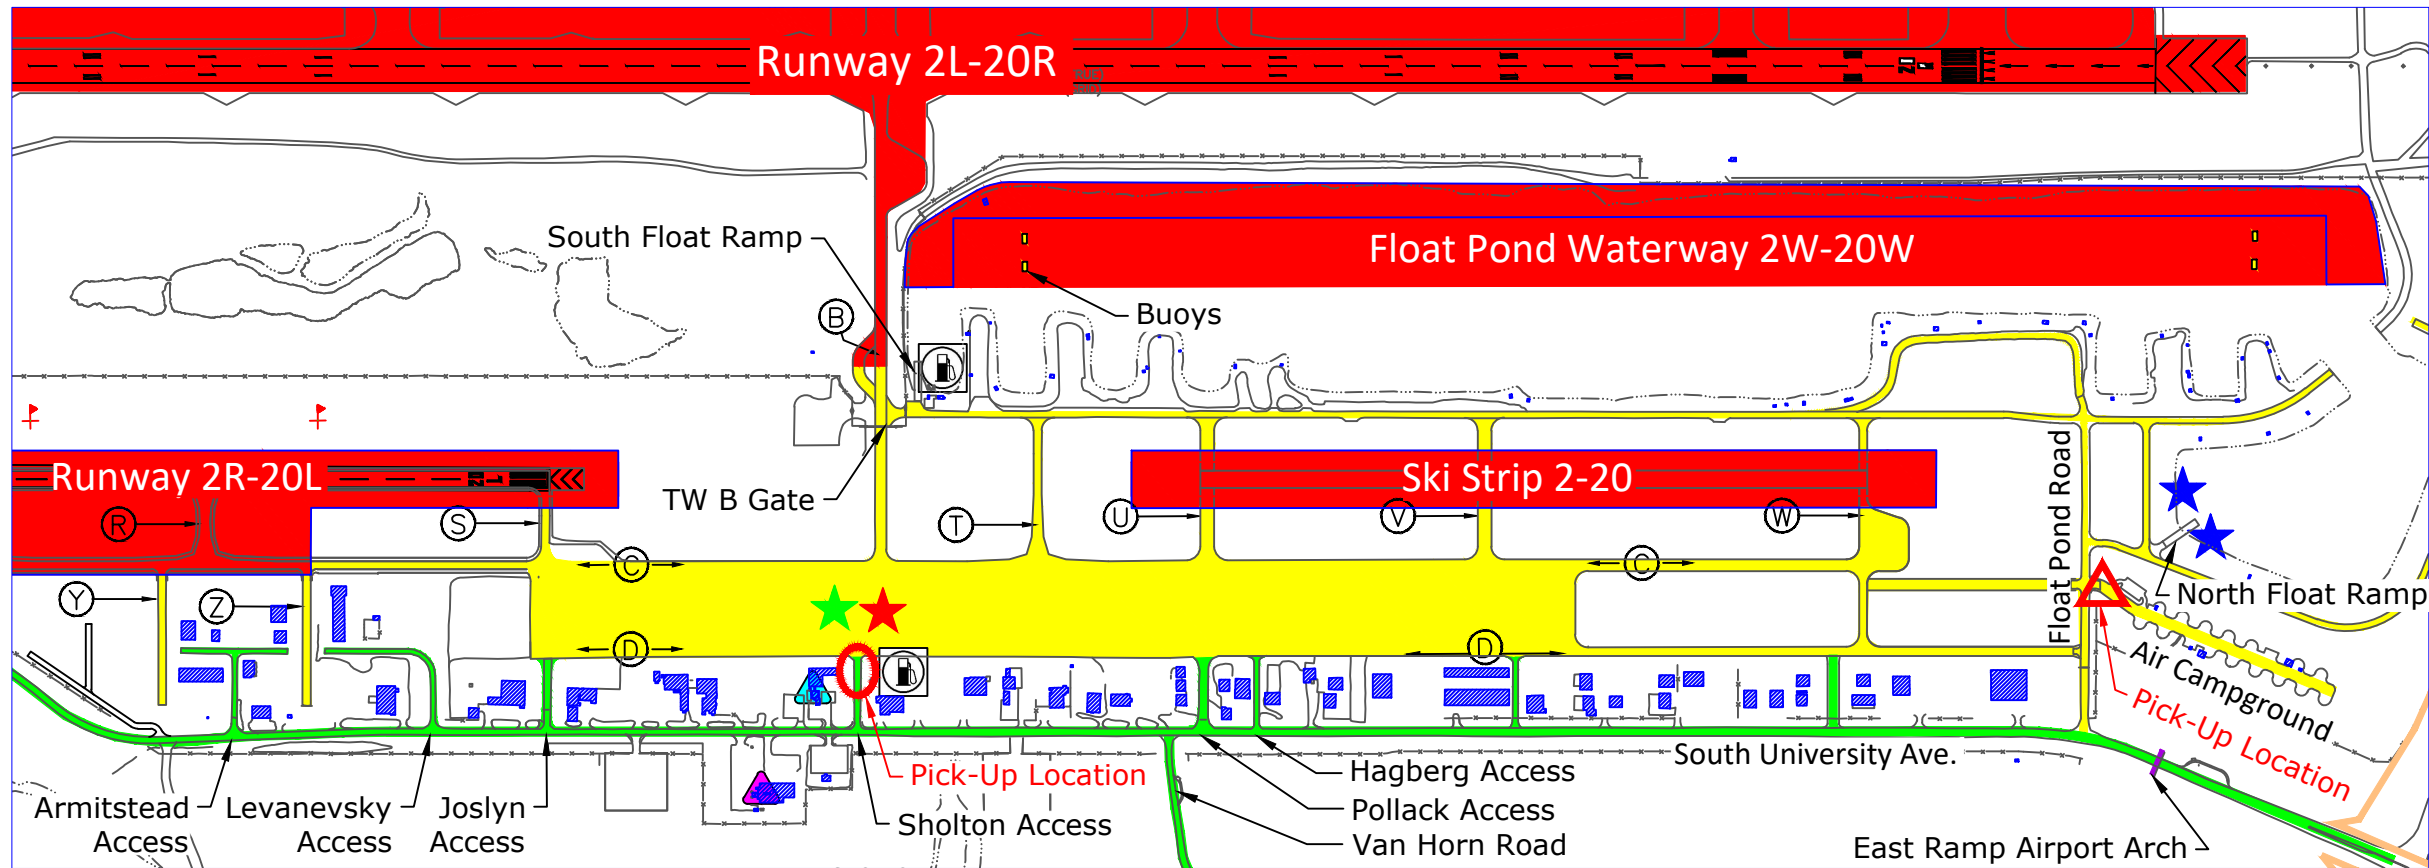 Runway 2L-20R
20
South Float Ramp
Float Pond Waterway 2W-20W
B
Buoys
Runway 2R-20L
Ski Strip 2-20
TW B Gate
R
S
T
U
V
W
Float Pond Road
C
C
Y
Z
North Float Ramp
D
D
Air Campground
Pick-Up Location
South University Ave.
Pick-Up Location
Hagberg Access
Armitstead
Access
Levanevsky
Access
Joslyn
Access
Sholton Access
Pollack Access
Van Horn Road
East Ramp Airport Arch